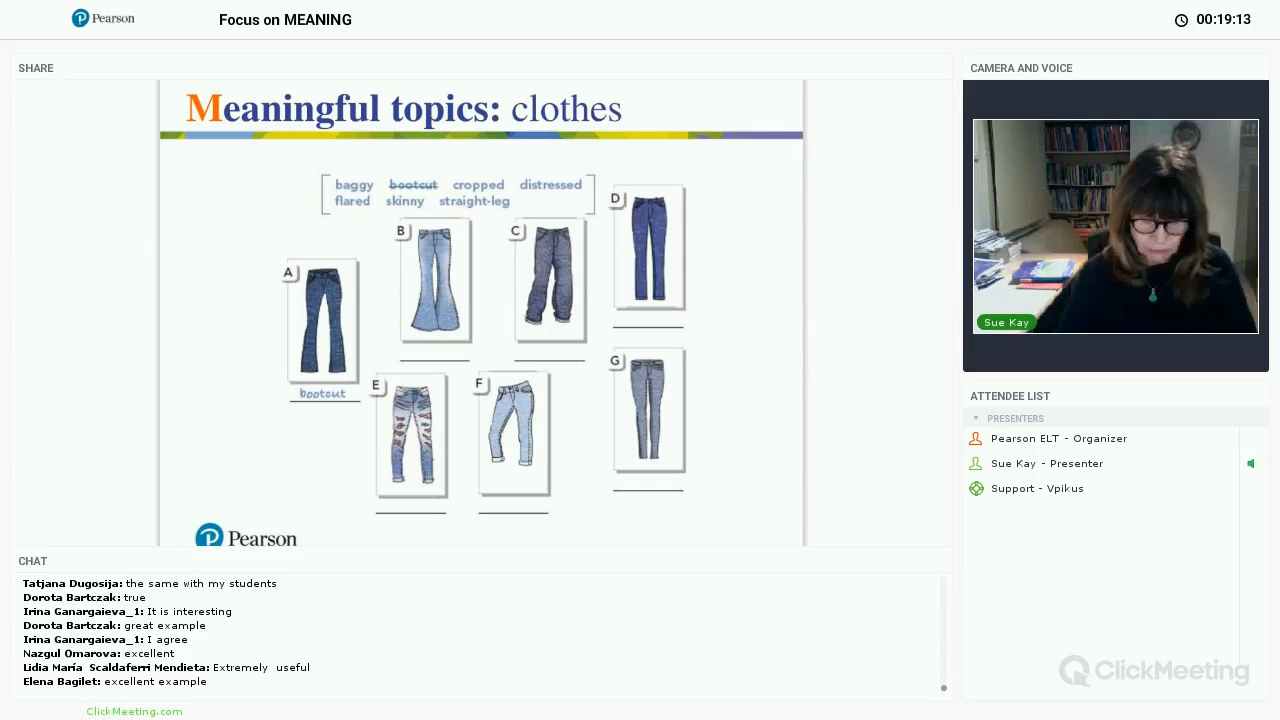 Pearson
Focus on MEANING
00:19:13
SHARE
Meaningful topics: clothes
baggy bootcut cropped distressed
flared skinny straight-leg
A
bootcut
B
C
D
E
F
G
Pearson
CAMERA AND VOICE
Sue Kay
ATTENDEE LIST
PRESENTERS
Pearson ELT - Organizer
Sue Kay - Presenter
Support - Vpikus
ClickMeeting
CHAT
Tatjana Dugosija: the same with my students
Dorota Bartczak: true
Irina Ganargaieva_1: It is interesting
Dorota Bartczak: great example
Irina Ganargaieva_1: I agree
Nazgul Omarova: excellent
Lidia María Scaldaferri Mendieta: Extremely useful
Elena Bagilet: excellent example
ClickMeeting.com